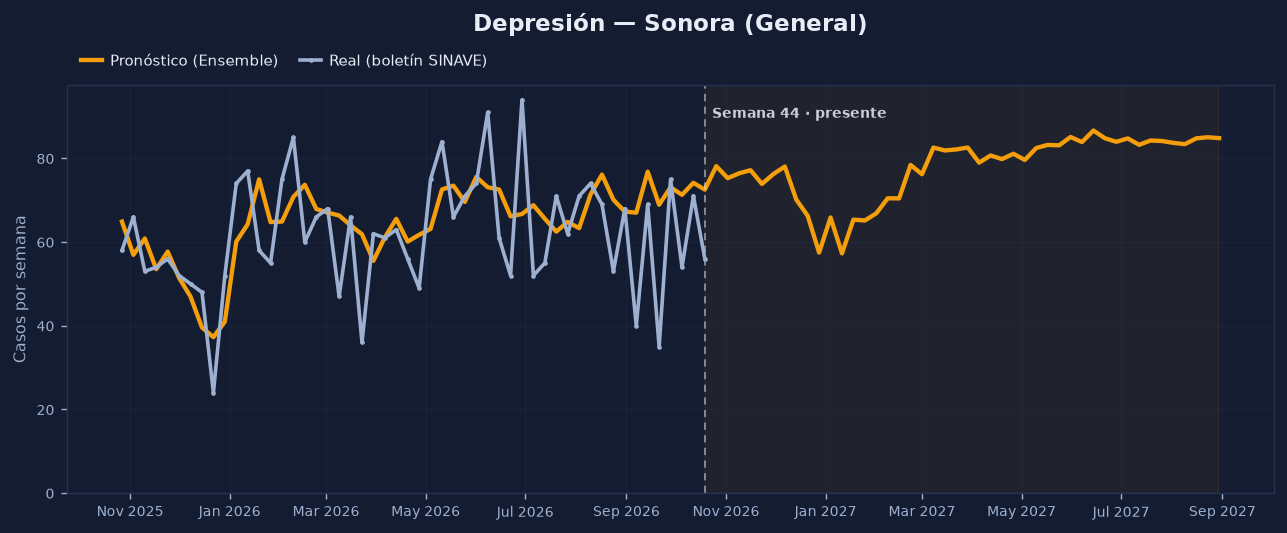 Depresión — Sonora (General)
Pronóstico (Ensemble)
Real (boletín SINAVE)
Semana 44 · presente
Casos por semana
80
60
40
20
0
Nov 2025
Jan 2026
Mar 2026
May 2026
Jul 2026
Sep 2026
Nov 2026
Jan 2027
Mar 2027
May 2027
Jul 2027
Sep 2027